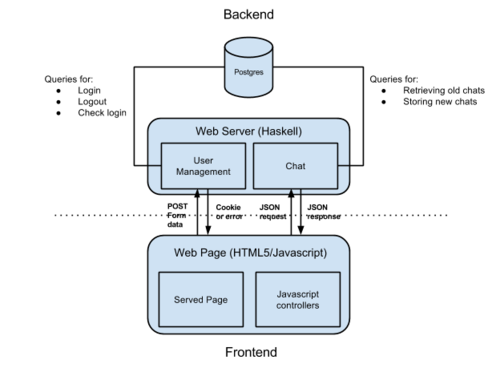 Backend
Postgres
Queries for:
● Login
● Logout
● Check login
Queries for:
● Retrieving old chats
● Storing new chats
Web Server (Haskell)
User
Management
Chat
POST
Form
data
Cookie
or error
JSON
request
JSON
response
Web Page (HTML5/Javascript)
Served Page
Javascript
controllers
Frontend